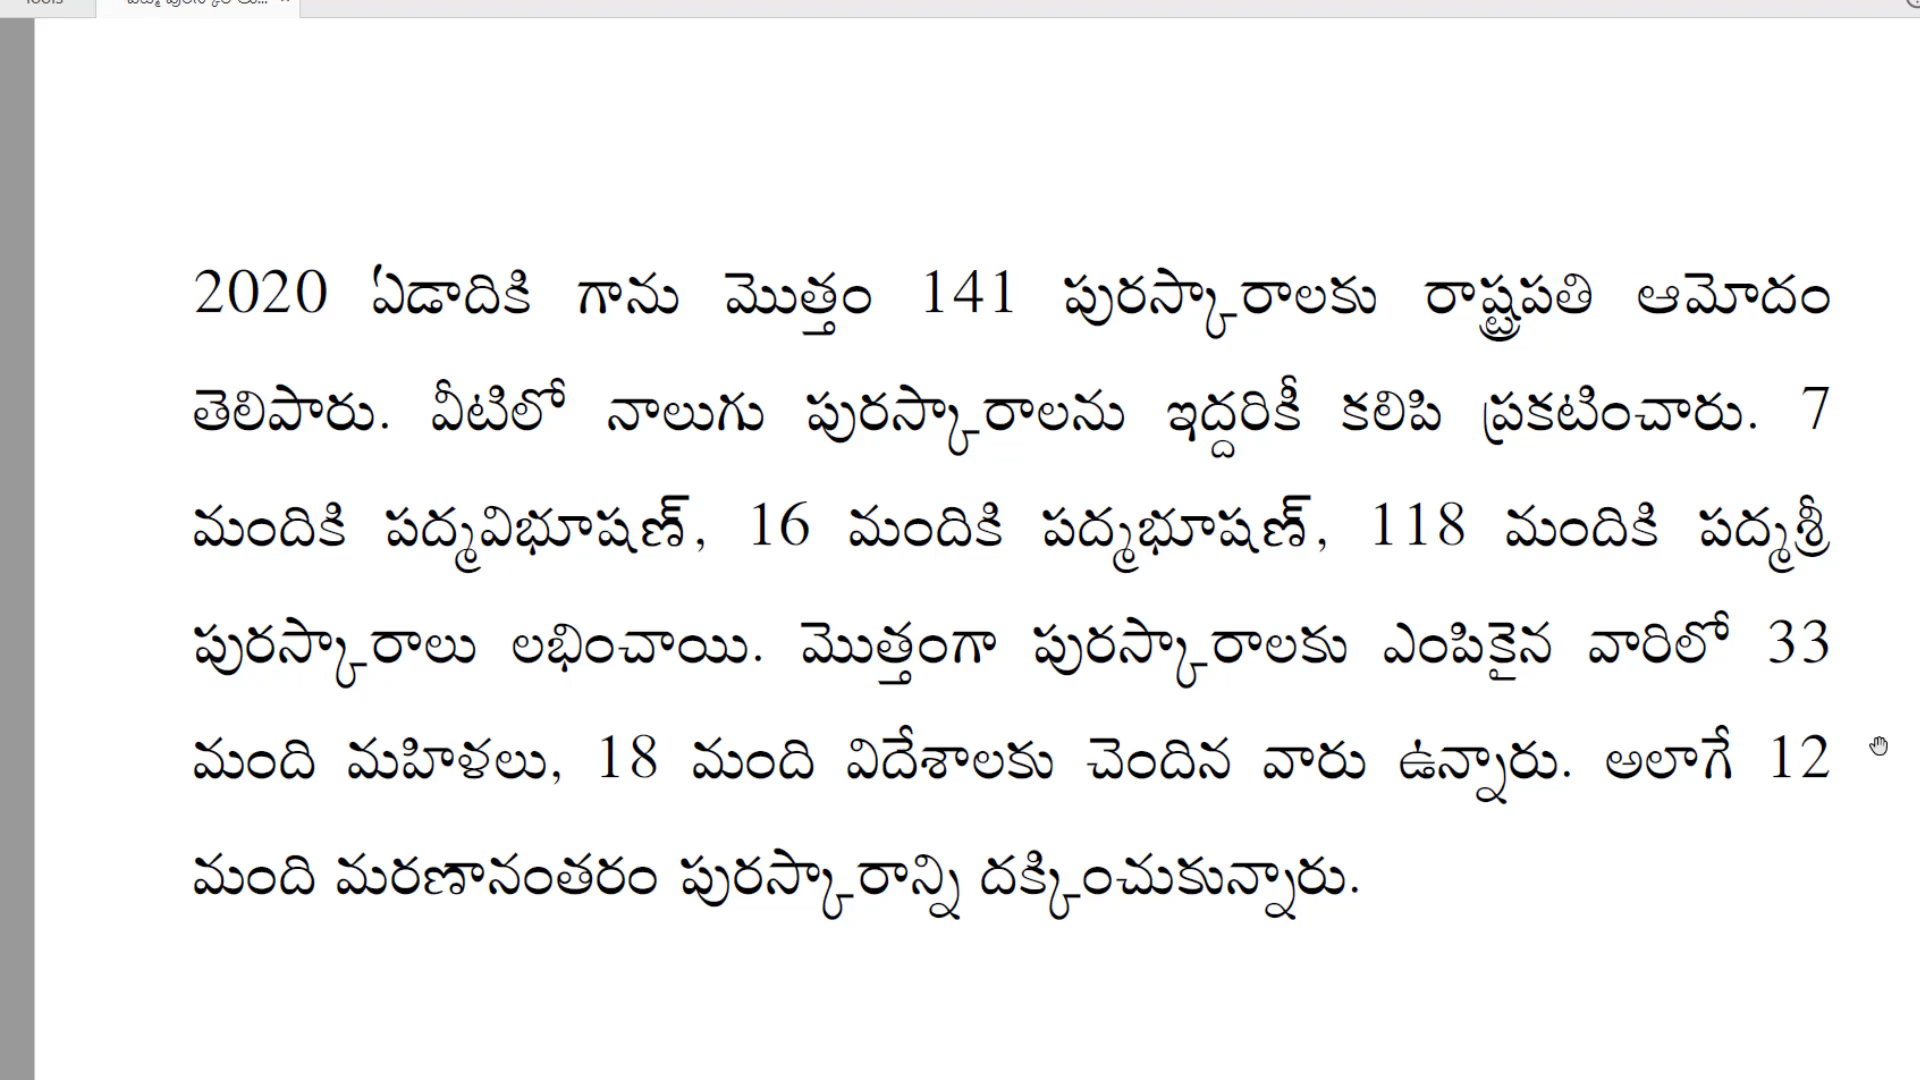 2020 ఏడాదికి గాను మొత్తం 141 పురస్కారాలకు రాష్ట్రపతి ఆమోదం
తెలిపారు. వీటిలో నాలుగు పురస్కారాలను ఇద్దరికీ కలిపి ప్రకటించారు. 7
మందికి పద్మవిభూషణ్, 16 మందికి పద్మభూషణ్, 118 మందికి పద్మశ్రీ
పురస్కారాలు లభించాయి. మొత్తంగా పురస్కారాలకు ఎంపికైన వారిలో 33
మంది మహిళలు, 18 మంది విదేశాలకు చెందిన వారు ఉన్నారు. అలాగే 12
మంది మరణానంతరం పురస్కారాన్ని దక్కించుకున్నారు.